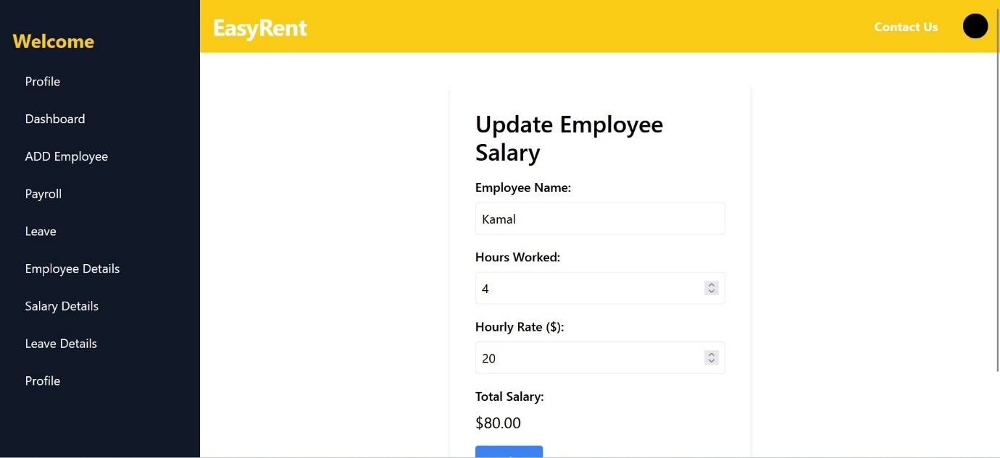 Welcome
Profile
Dashboard
ADD Employee
Payroll
Leave
Employee Details
Salary Details
Leave Details
Profile
EasyRent
Contact Us
Update Employee
Salary
Employee Name:
Kamal
Hours Worked:
4
Hourly Rate ($):
20
Total Salary:
$80.00